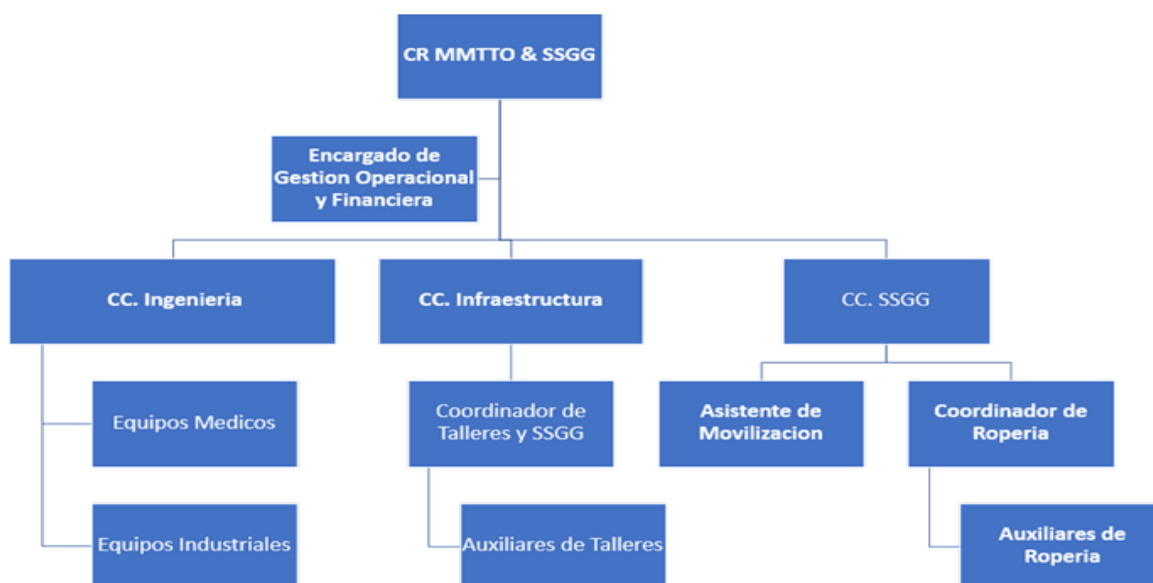 CR MMTTO & SSGG
Encargado de
Gestion Operacional
y Financiera
CC. Ingenieria
CC. Infraestructura
CC. SSGG
Equipos Medicos
Coordinador de
Talleres y SSGG
Asistente de
Movilizacion
Coordinador de
Roperia
Equipos Industriales
Auxiliares de Talleres
Auxiliares de
Roperia